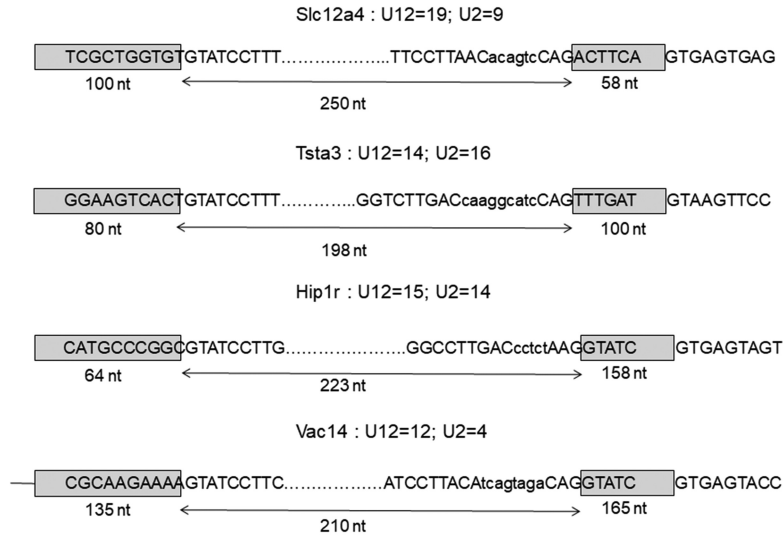 Slc12a4 : U12=19; U2=9
TCGCTGGTGTGTATCCTTT………………..TTCCTTAACacagtcCAGACTTCA GTGAGTGAG
100 nt 58 nt
250 nt
Tsta3 : U12=14; U2=16
GGAAGTCACTGTATCCTTT…………..GGTCTTGACcaaggcatcCAGTTTGAT GTAAGTTCC
80 nt 100 nt
198 nt
Hip1r : U12=15; U2=14
CATGCCCGGCGTATCCTTG………………….GGCCTTGACcctctAAGGTATC GTGAGTAGT
64 nt 158 nt
223 nt
Vac14 : U12=12; U2=4
CGCAAGAAAAGTATCCTTC………………ATCCTTACAtcagtagaCAGGTATC GTGAGTACC
135 nt 165 nt
210 nt